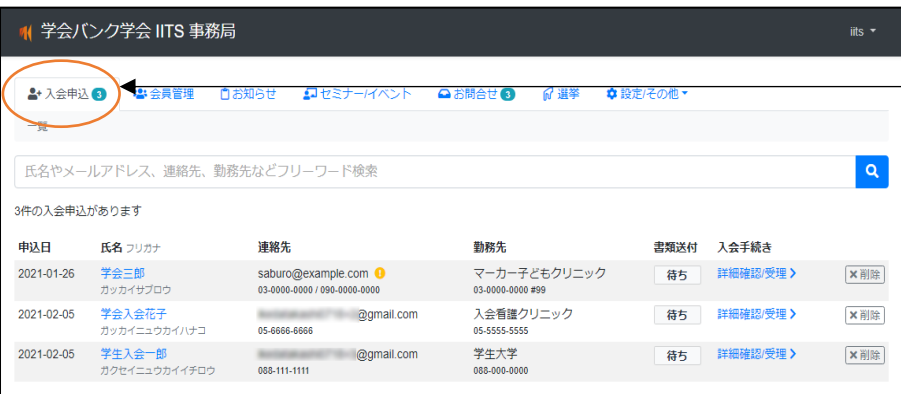 学会バンク学会 IITS 事務局
iits
入会申込 3 会員管理 お知らせ セミナー/イベント お問合せ 3 選挙 設定/その他
一覧
氏名やメールアドレス、連絡先、勤務先などフリーワード検索
3件の入会申込があります
申込日 氏名 フリガナ 連絡先 勤務先 書類送付 入会手続き
2021-01-26 学会三郎 saburo@example.com マーカー子どもクリニック 待ち 詳細確認/受理 削除
ガッカイサブロウ 03-0000-0000 / 090-0000-0000 03-0000-0000 #99
2021-02-05 学会入会花子 @gmail.com 入会看護クリニック 待ち 詳細確認/受理 削除
ガッカイニュウカイハナコ 05-6666-6666 05-5555-5555
2021-02-05 学生入会一郎 @gmail.com 学生大学 待ち 詳細確認/受理 削除
ガクセイニュウカイイチロウ 088-111-1111 088-000-0000